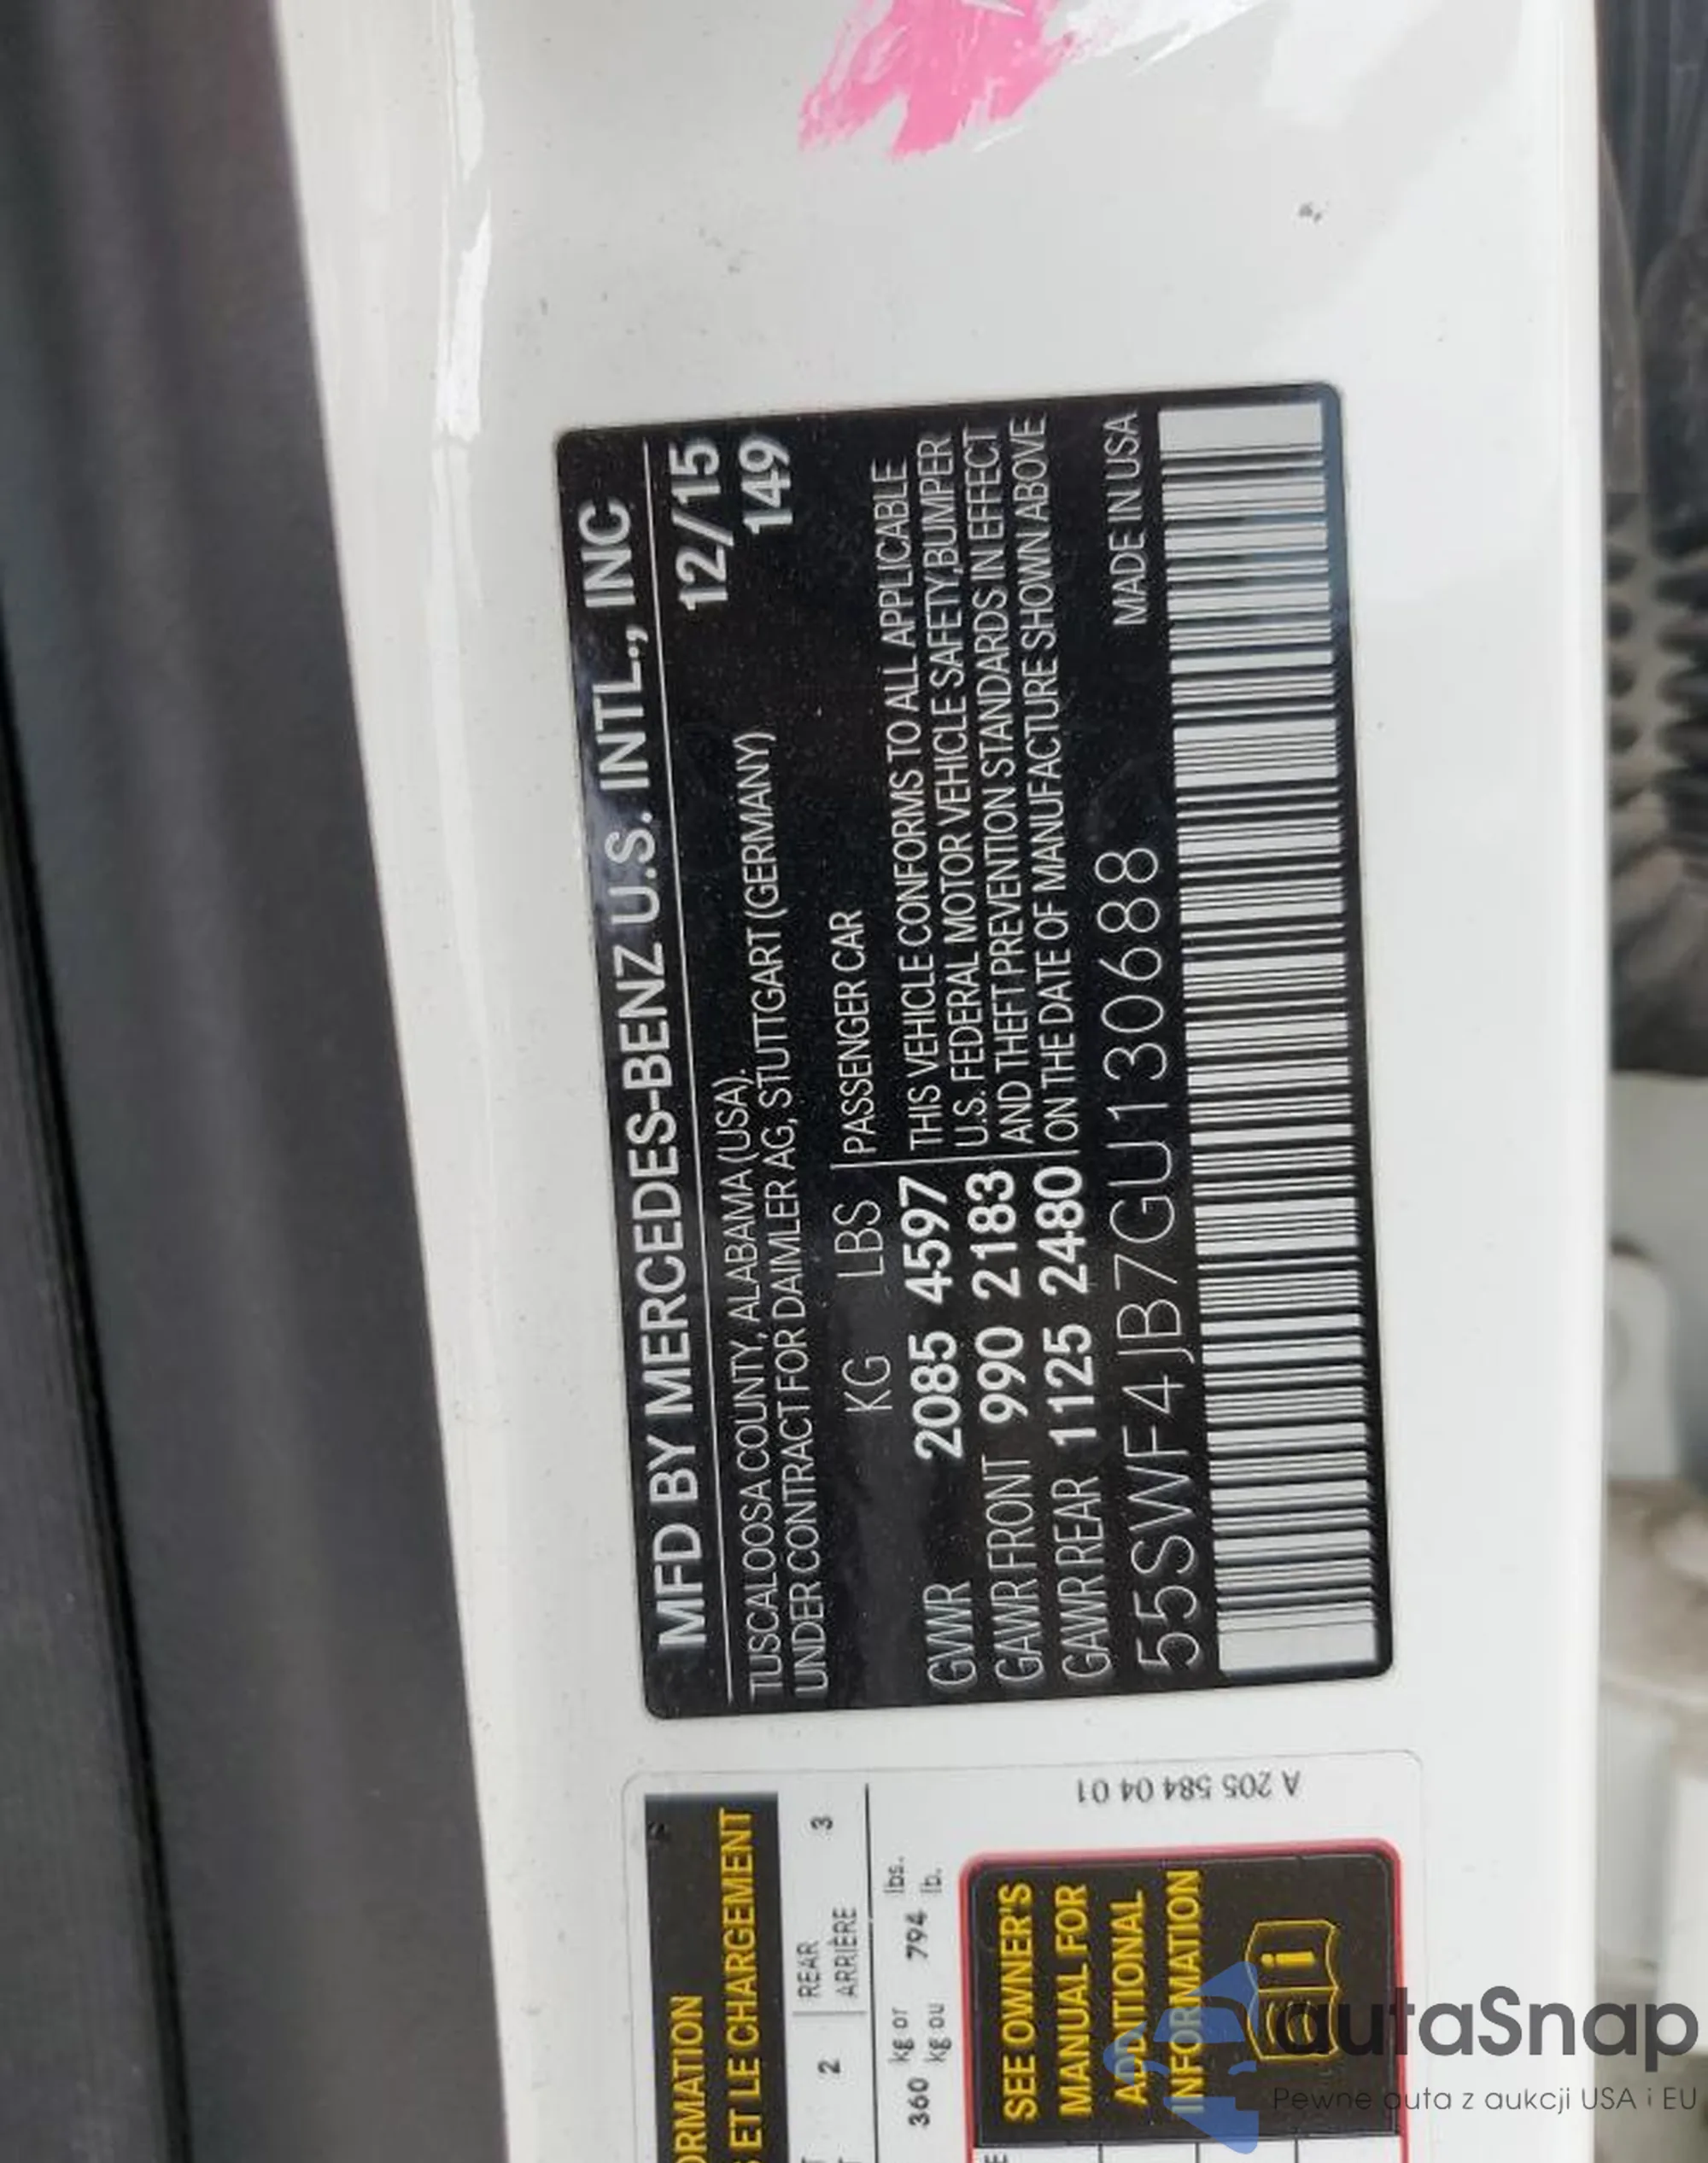 MFD BY MERCEDES-BENZ U.S. INTL., INC
12/15
TUSCALOOSA COUNTY, ALABAMA (USA).
149
UNDER CONTRACT FOR DAIMLER AG, STUTTGART (GERMANY)
KG LBS PASSENGER CAR
GVWR 2085 4597 THIS VEHICLE CONFORMS TO ALL APPLICABLE
U.S. FEDERAL MOTOR VEHICLE SAFETY,BUMPER
GAWR FRONT 990 2183 AND THEFT PREVENTION STANDARDS IN EFFECT
GAWR REAR 1125 2480 ON THE DATE OF MANUFACTURE SHOWN ABOVE
55SWF4JB7GU130688 MADE IN USA
ORMATION
ET LE CHARGEMENT
2 REAR 3
ARRIÈRE
360 kg or 794 lbs.
kg ou lb.
SEE OWNER'S
MANUAL FOR
ADDITIONAL
INFORMATION
i
A 205 584 04 01
autaSnap
Pewne auta z aukcji USA i EU